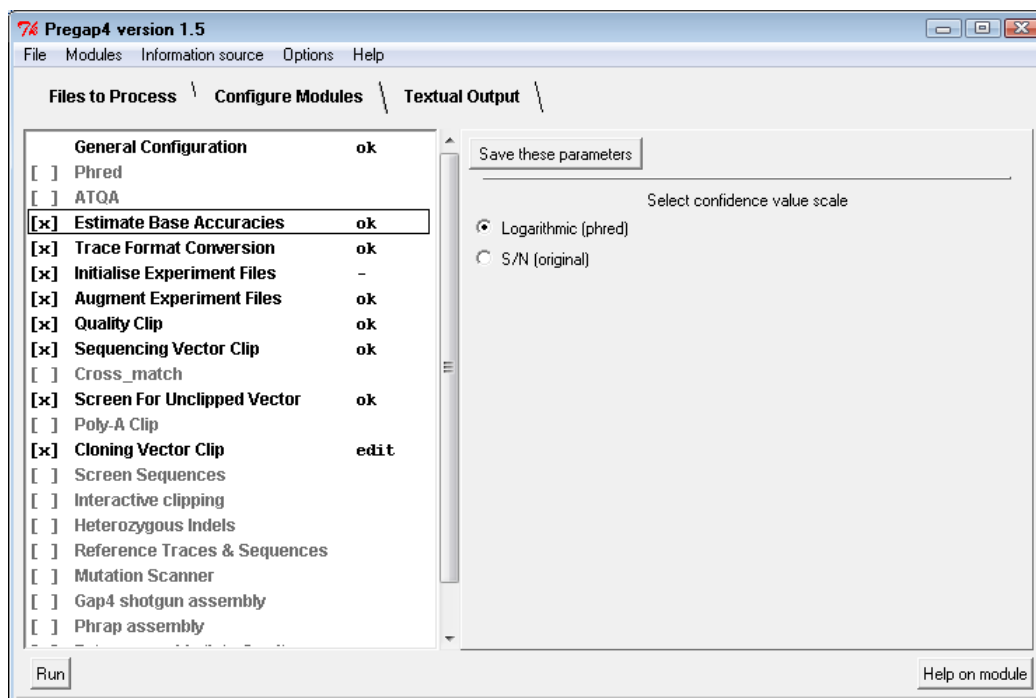 Pregap4 version 1.5
File Modules Information source Options Help
Files to Process Configure Modules Textual Output
General Configuration ok
[ ] Phred
[ ] ATQA
[x] Estimate Base Accuracies ok
[x] Trace Format Conversion ok
[x] Initialise Experiment Files -
[x] Augment Experiment Files ok
[x] Quality Clip ok
[x] Sequencing Vector Clip ok
[ ] Cross_match
[x] Screen For Unclipped Vector ok
[ ] Poly-A Clip
[x] Cloning Vector Clip edit
[ ] Screen Sequences
[ ] Interactive clipping
[ ] Heterozygous Indels
[ ] Reference Traces & Sequences
[ ] Mutation Scanner
[ ] Gap4 shotgun assembly
[ ] Phrap assembly
Save these parameters
Select confidence value scale
Logarithmic (phred)
S/N (original)
Run
Help on module